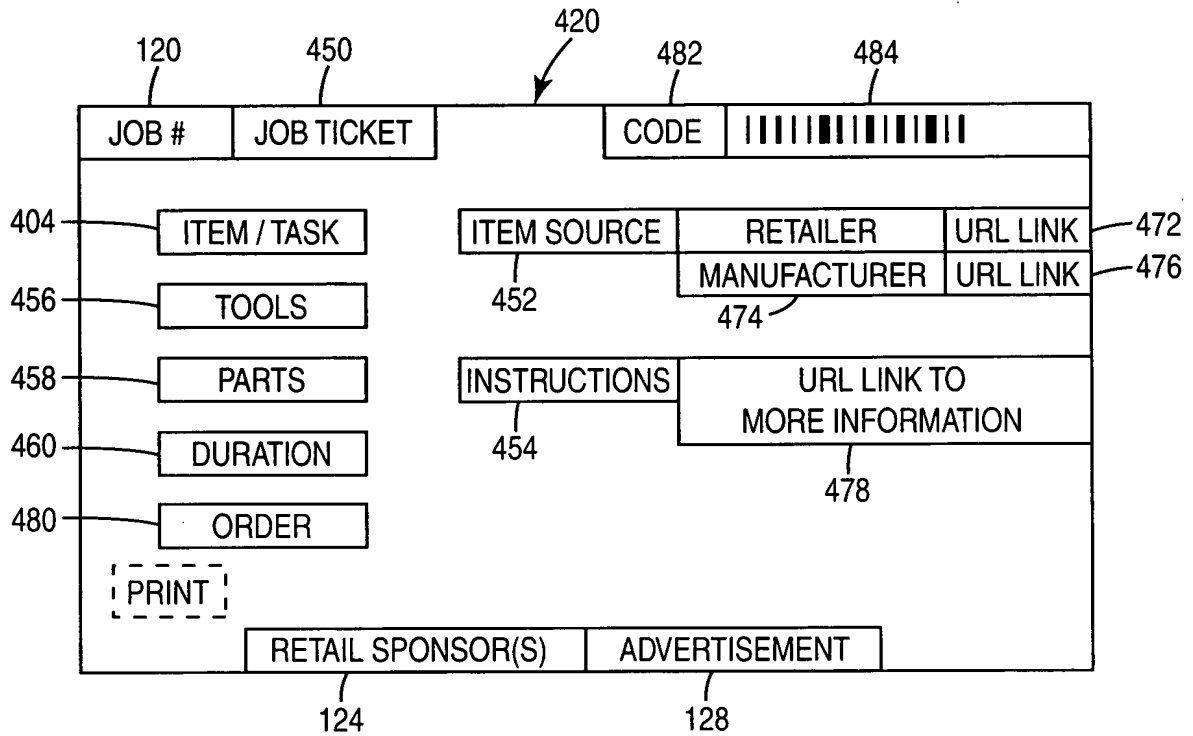 120 450 420 482 484
JOB # JOB TICKET CODE
404 ITEM / TASK ITEM SOURCE RETAILER URL LINK 472
456 TOOLS 452 MANUFACTURER URL LINK 476
474
458 PARTS INSTRUCTIONS URL LINK TO
MORE INFORMATION
460 DURATION 454
478
480 ORDER
PRINT
RETAIL SPONSOR(S) ADVERTISEMENT
124 128